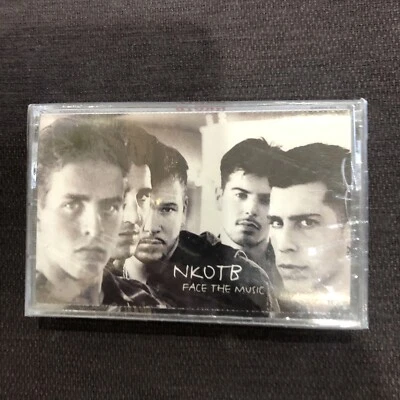 NKOTB
FACE THE MUSIC